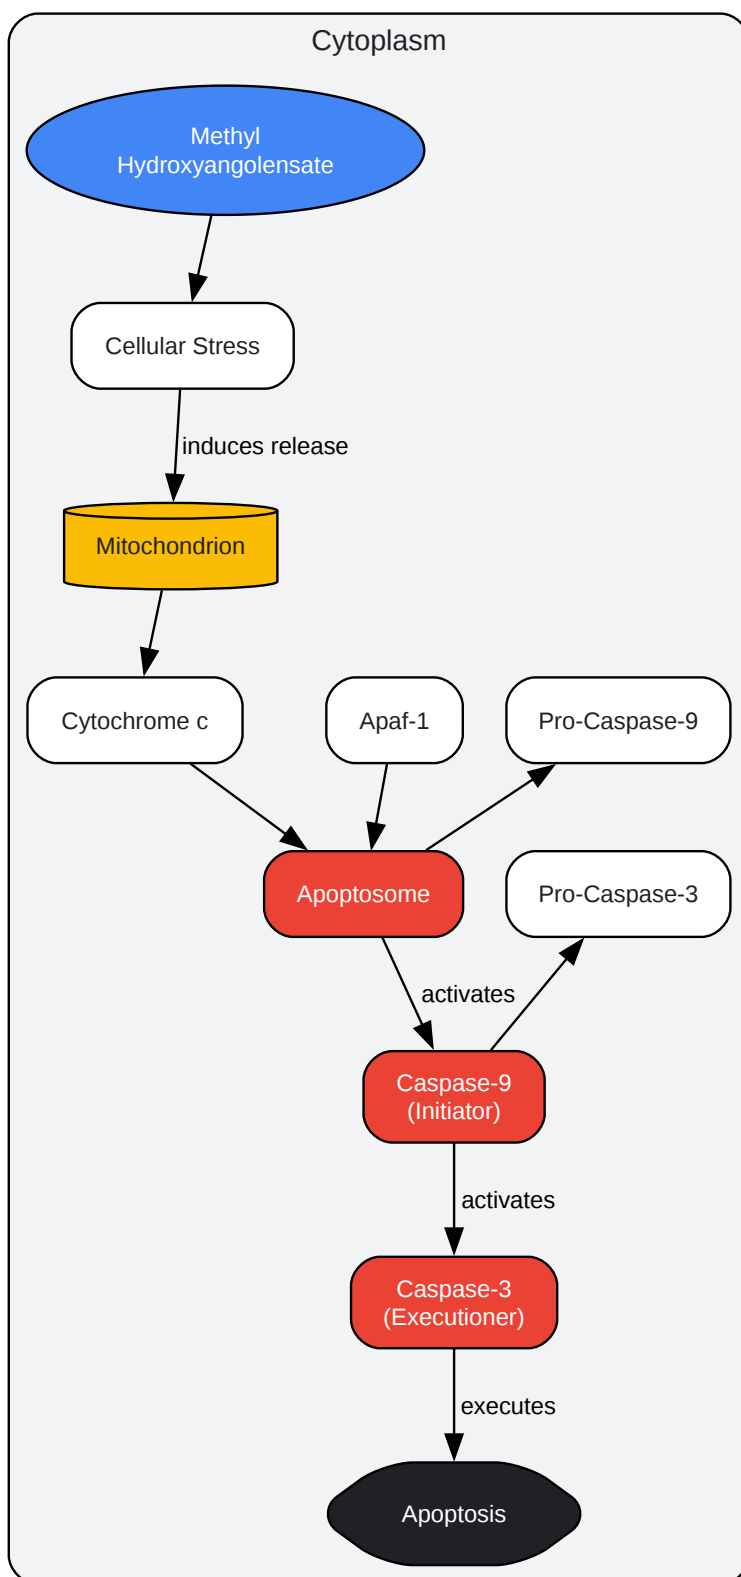 Cytoplasm
Methyl
Hydroxyangolensate
Cellular Stress
induces release
Mitochondrion
Cytochrome c
Apaf-1
Pro-Caspase-9
Apoptosome
Pro-Caspase-3
activates
Caspase-9
(Initiator)
activates
Caspase-3
(Executioner)
executes
Apoptosis